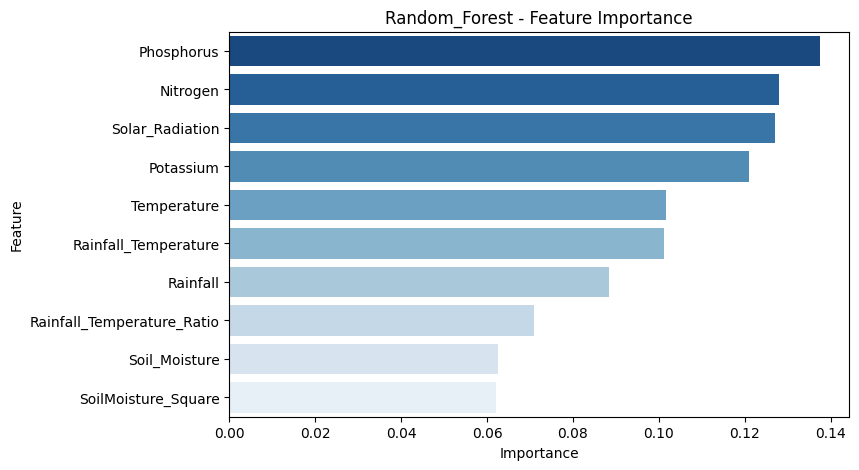 Random_Forest - Feature Importance
Phosphorus
Nitrogen
Solar_Radiation
Potassium
Temperature
Rainfall_Temperature
Rainfall
Rainfall_Temperature_Ratio
Soil_Moisture
SoilMoisture_Square
Feature
0.00 0.02 0.04 0.06 0.08 0.10 0.12 0.14
Importance